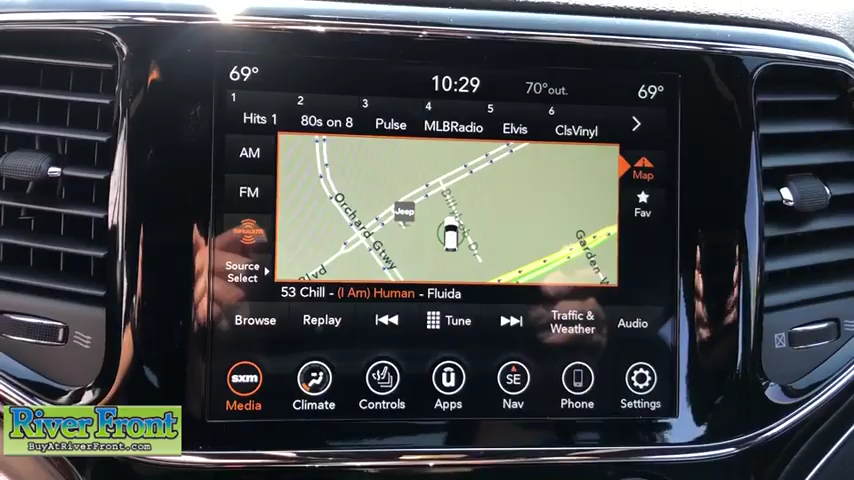 69°
10:29
70°out.
69°
1
2
3
4
5
6
Hits 1
80s on 8
Pulse
MLBRadio
Elvis
ClsVinyl
AM
FM
Map
Fav
Source
Select
Jeep
Orchard Gtwy
Blvd
53 Chill - (I Am) Human - Fluida
Browse
Replay
Tune
Traffic &
Weather
Audio
sxm
SE
Media
Climate
Controls
Apps
Nav
Phone
Settings
River Front
BuyAtRiverFront.com